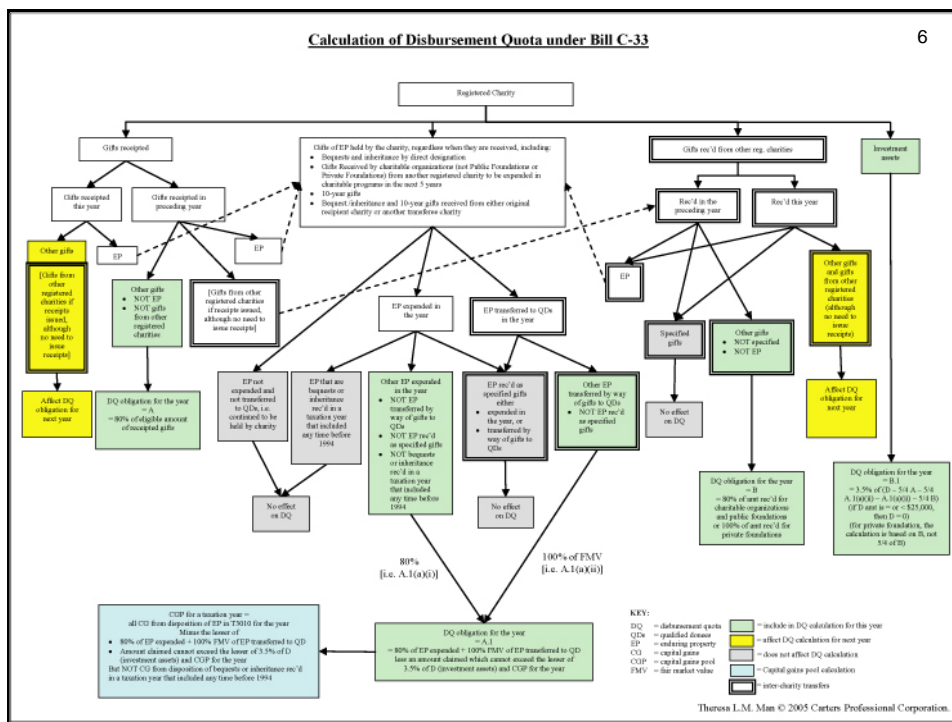 6
Calculation of Disbursement Quota under Bill C-33
Registered Charity
Gifts receipted
Gifts of EP held by the charity, regardless when they are received, including:
• Bequests and inheritance by direct designation
• Gifts Received by charitable organizations (not Public Foundations or
Private Foundations) from another registered charity to be expended in
charitable programs in the next 5 years
• 10-year gifts
• Bequest/inheritance and 10-year gifts received from either original
recipient charity or another transferee charity
Gifts rec'd from other reg. charities
Investment
assets
Gifts receipted
this year
Gifts receipted in
preceding year
Rec'd in the
preceding year
Rec'd this year
Other gifts
EP
EP
[Gifts from
other
registered
charities if
receipts
issued,
although
no need to
issue
receipts]
Other gifts
• NOT EP
• NOT gifts
from other
registered
charities
[Gifts from other
registered charities
if receipts issued,
although no need to
issue receipts]
EP
Other gifts
and gifts
from other
registered
charities
(although
no need to
issue
receipts)
EP expended in
the year
EP transferred to QDs
in the year
Specified
gifts
Other gifts
• NOT specified
• NOT EP
Affect DQ
obligation for
next year
DQ obligation for the year
= A
= 80% of eligible amount
of receipted gifts
EP not
expended and
not transferred
to QDs, i.e.
continued to be
held by charity
EP that are
bequests or
inheritance
rec'd in a
taxation year
that included
any time before
1994
Other EP expended
in the year
• NOT EP
transferred by
way of gifts to
QDs
• NOT EP rec'd
as specified gifts
• NOT bequests
or inheritance
rec'd in a
taxation year
that included
any time before
1994
EP rec'd as
specified gifts
either
• expended in
the year, or
• transferred by
way of gifts to
QDs
Other EP
transferred by way
of gifts to QDs
• NOT EP rec'd
as specified
gifts
No effect
on DQ
Affect DQ
obligation for
next year
No effect
on DQ
No effect
on DQ
DQ obligation for the year
= B
= 80% of amt rec'd for
charitable organizations
and public foundations
or 100% of amt rec'd for
private foundations
DQ obligation for the year
= B.1
= 3.5% of (D – 5/4 A – 5/4
A.1(a)(i) – A.1(a)(ii) – 5/4 B)
(if D amt is = or < $25,000,
then D = 0)
(for private foundation, the
calculation is based on B, not
5/4 of B)
80%
[i.e. A.1(a)(i)]
100% of FMV
[i.e. A.1(a)(ii)]
CGP for a taxation year =
all CG from disposition of EP in T3010 for the year
Minus the lesser of
• 80% of EP expended + 100% FMV of EP transferred to QD
• Amount claimed cannot exceed the lesser of 3.5% of D
(investment assets) and CGP for the year
But NOT CG from disposition of bequests or inheritance rec'd
in a taxation year that included any time before 1994
DQ obligation for the year
= A.1
= 80% of EP expended + 100% FMV of EP transferred to QD
less an amount claimed which cannot exceed the lesser of
3.5% of D (investment assets) and CGP for the year
KEY:
DQ = disbursement quota
QDs = qualified donees
EP = enduring property
CG = capital gains
CGP = capital gains pool
FMV = fair market value
= include in DQ calculation for this year
= affect DQ calculation for next year
= does not affect DQ calculation
= Capital gains pool calculation
= inter-charity transfers
Theresa L.M. Man © 2005 Carters Professional Corporation.